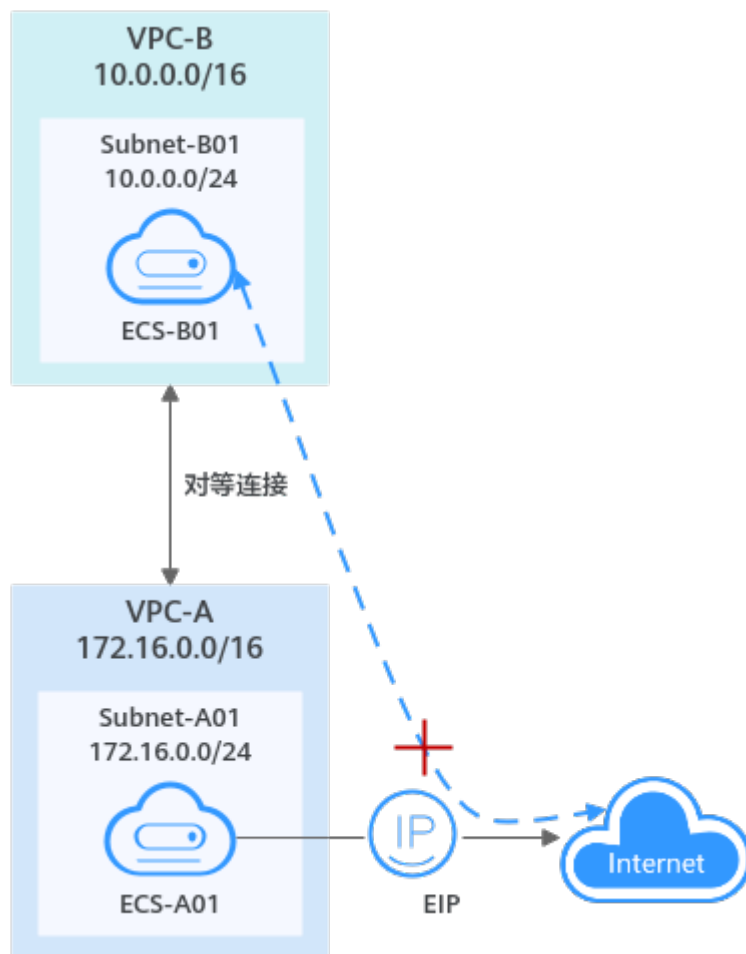 VPC-B
10.0.0.0/16
Subnet-B01
10.0.0.0/24
ECS-B01
对等连接
VPC-A
172.16.0.0/16
Subnet-A01
172.16.0.0/24
ECS-A01
IP
EIP
Internet